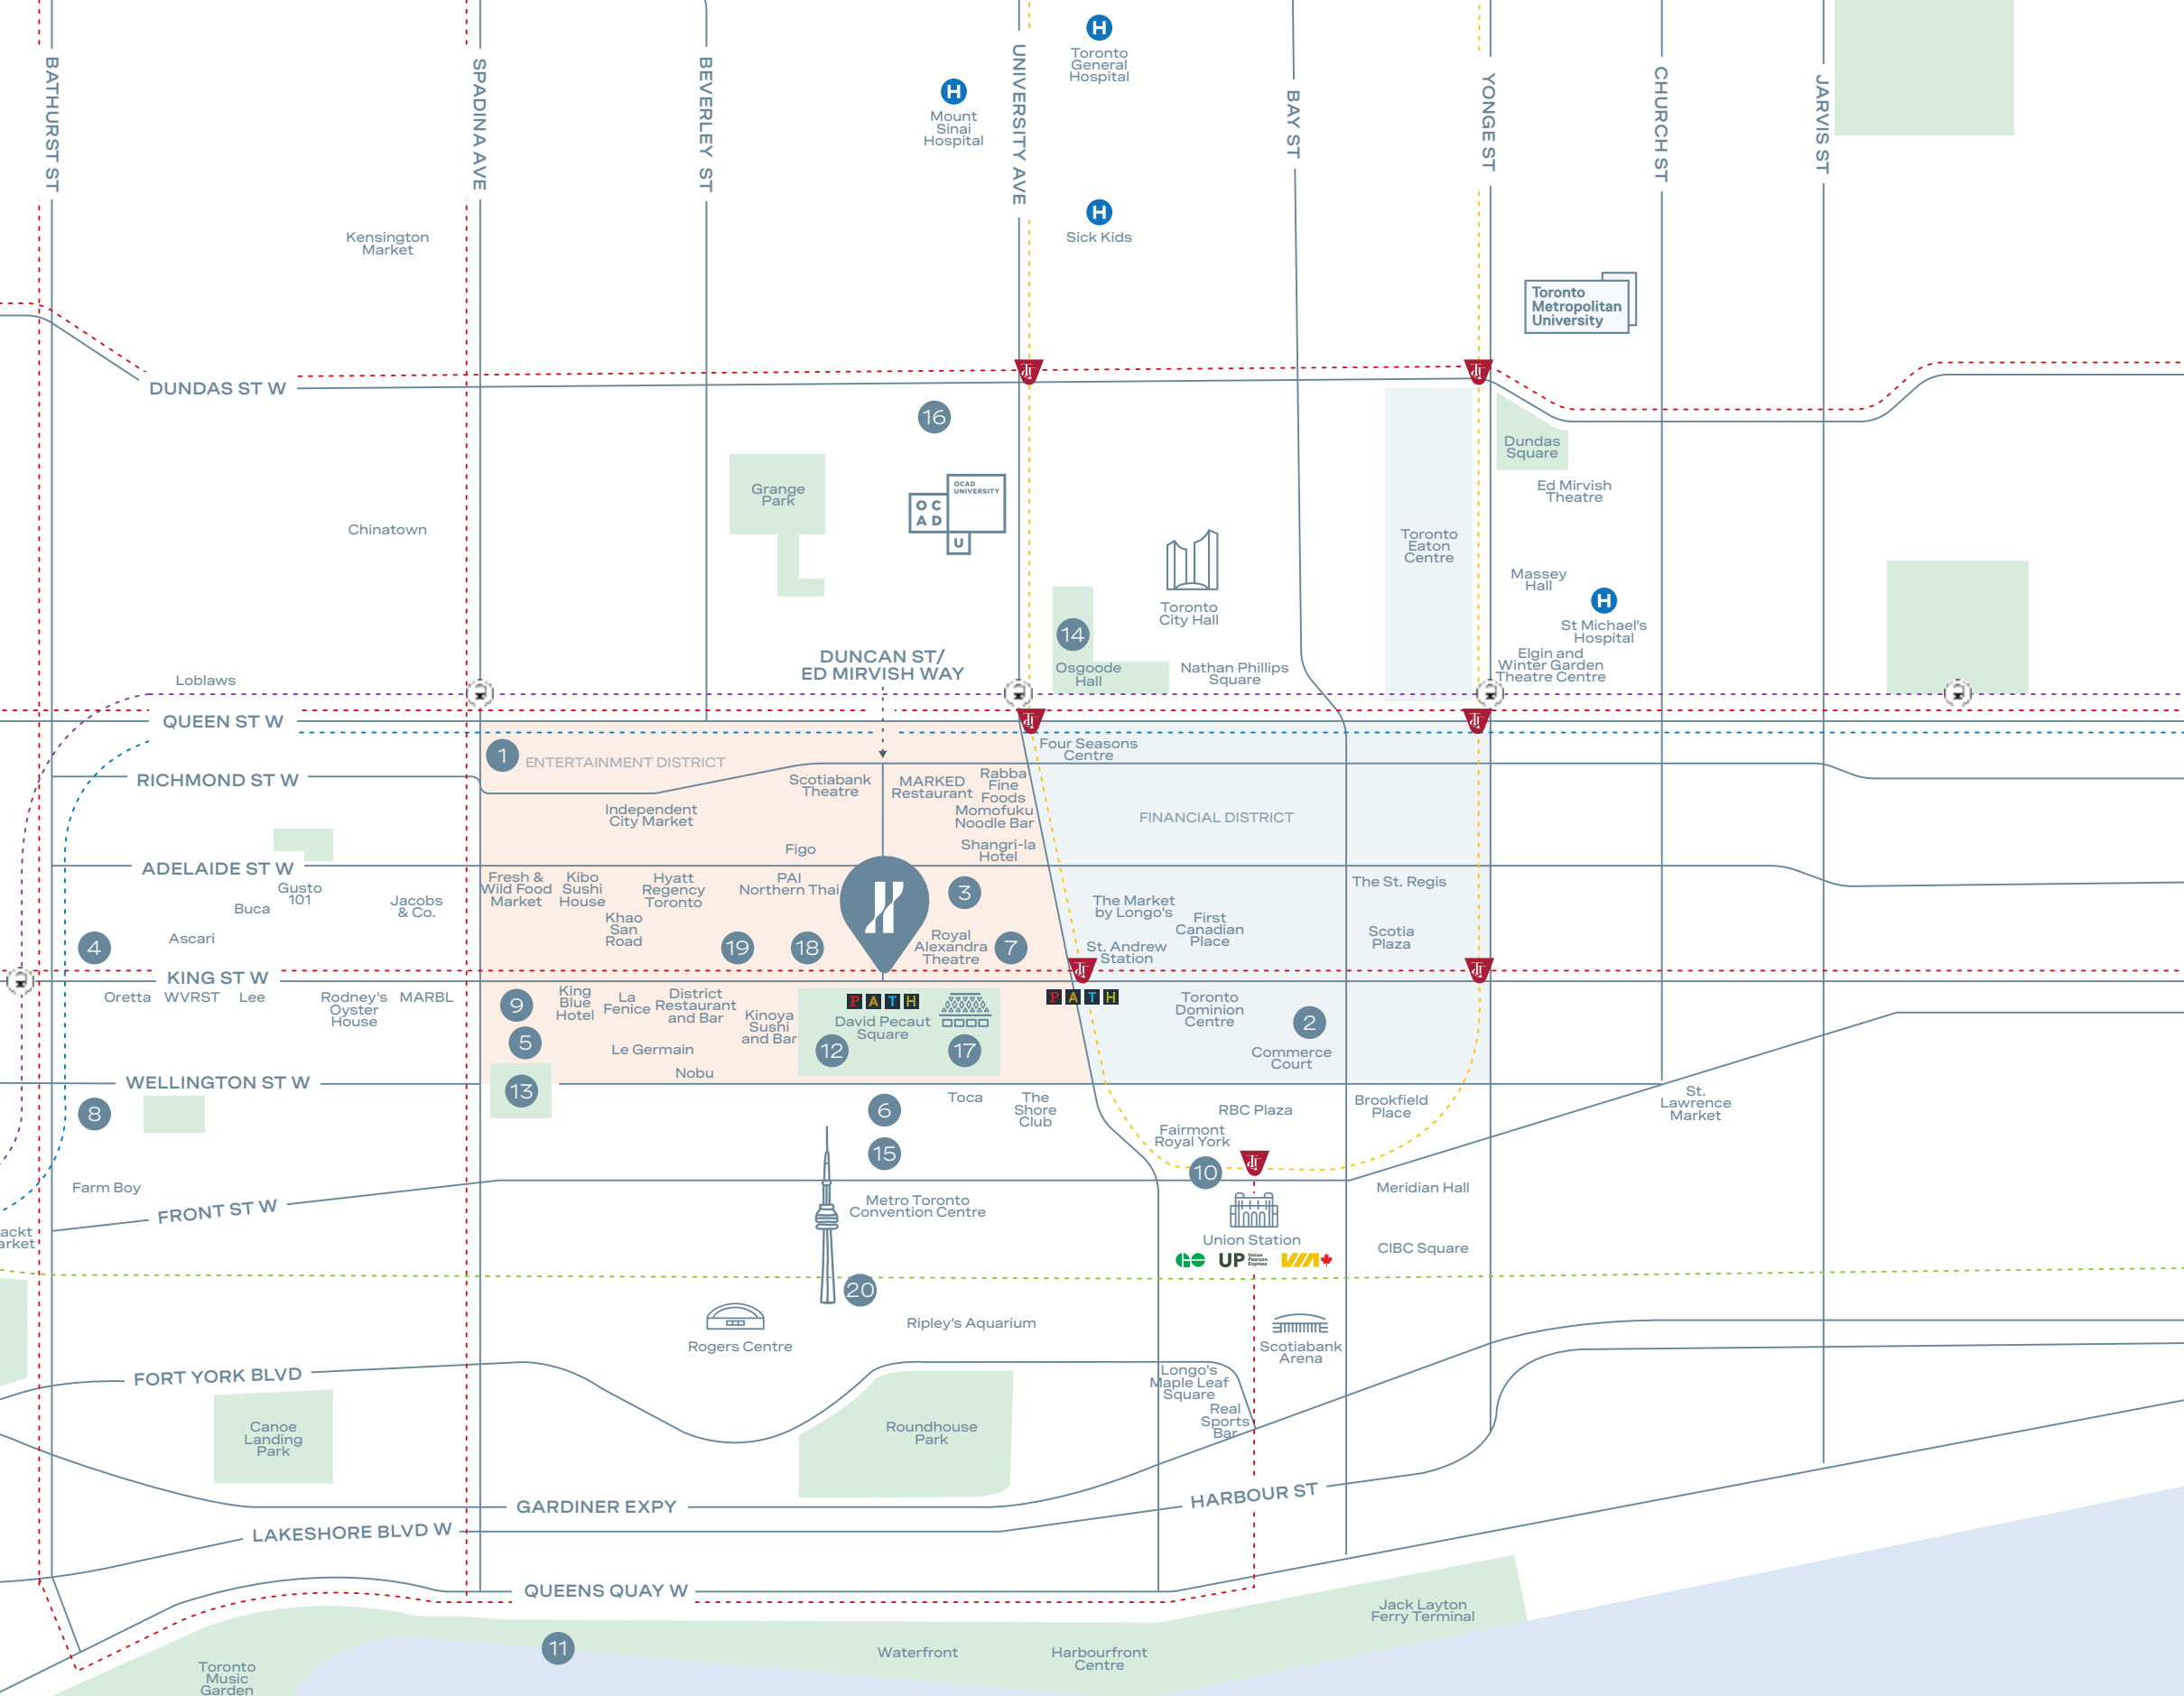 BATHURST ST
SPADINA AVE
BEVERLEY ST
UNIVERSITY AVE
BAY ST
YONGE ST
CHURCH ST
JARVIS ST
H
Toronto
General
Hospital
H
Mount
Sinai
Hospital
H
Sick Kids
Kensington
Market
Toronto
Metropolitan
University
DUNDAS ST W
16
Dundas
Square
Ed Mirvish
Theatre
Grange
Park
OCAD
UNIVERSITY
O C
A D
U
Chinatown
Toronto
Eaton
Centre
Massey
Hall
H
St Michael's
Hospital
Toronto
City Hall
14
Osgoode
Hall
Nathan Phillips
Square
Elgin and
Winter Garden
Theatre Centre
DUNCAN ST/
ED MIRVISH WAY
Loblaws
QUEEN ST W
1
ENTERTAINMENT DISTRICT
Four Seasons
Centre
RICHMOND ST W
Scotiabank
Theatre
MARKED
Restaurant
Rabba
Fine
Foods
Momofuku
Noodle Bar
Independent
City Market
FINANCIAL DISTRICT
Figo
Shangri-la
Hotel
ADELAIDE ST W
Gusto
101
Buca
Jacobs
& Co.
Ascari
4
Fresh &
Wild Food
Market
Kibo
Sushi
House
Hyatt
Regency
Toronto
PAI
Northern Thai
Khao
San
Road
3
19
18
Royal
Alexandra
Theatre
7
The Market
by Longo's
First
Canadian
Place
St. Andrew
Station
The St. Regis
Scotia
Plaza
KING ST W
Oretta
WVRST
Lee
Rodney's
Oyster
House
MARBL
9
King
Blue
Hotel
La
Fenice
District
Restaurant
and Bar
Kinoya
Sushi
and Bar
5
Le Germain
Nobu
PATH
David Pecaut
Square
12
17
PATH
Toronto
Dominion
Centre
2
Commerce
Court
WELLINGTON ST W
13
8
6
15
Toca
The
Shore
Club
RBC Plaza
Brookfield
Place
Fairmont
Royal York
10
St.
Lawrence
Market
Farm Boy
FRONT ST W
Metro Toronto
Convention Centre
Meridian Hall
Union Station
GO
UP
Union
Pearson
Express
VIA
CIBC Square
ackt
arket
20
Rogers Centre
Ripley's Aquarium
Scotiabank
Arena
FORT YORK BLVD
Longo's
Maple Leaf
Square
Real
Sports
Bar
Canoe
Landing
Park
Roundhouse
Park
GARDINER EXPY
HARBOUR ST
LAKESHORE BLVD W
QUEENS QUAY W
Jack Layton
Ferry Terminal
11
Waterfront
Harbourfront
Centre
Toronto
Music
Garden